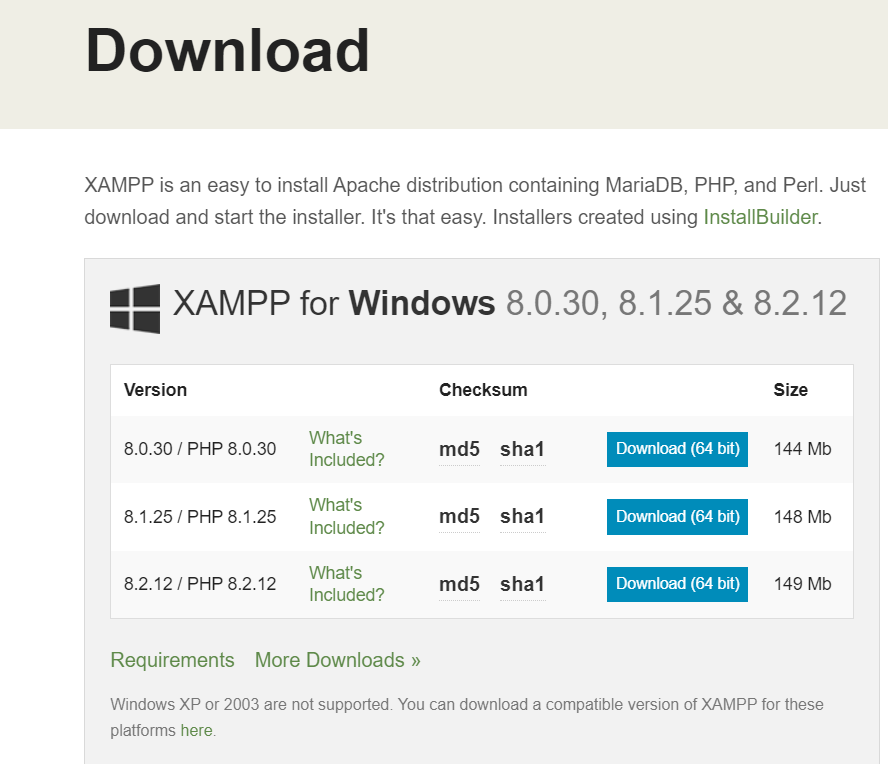 Download
XAMPP is an easy to install Apache distribution containing MariaDB, PHP, and Perl. Just
download and start the installer. It's that easy. Installers created using InstallBuilder.
XAMPP for Windows 8.0.30, 8.1.25 & 8.2.12
Version Checksum Size
8.0.30 / PHP 8.0.30 What's Included? md5 sha1 Download (64 bit) 144 Mb
8.1.25 / PHP 8.1.25 What's Included? md5 sha1 Download (64 bit) 148 Mb
8.2.12 / PHP 8.2.12 What's Included? md5 sha1 Download (64 bit) 149 Mb
Requirements More Downloads »
Windows XP or 2003 are not supported. You can download a compatible version of XAMPP for these
platforms here.